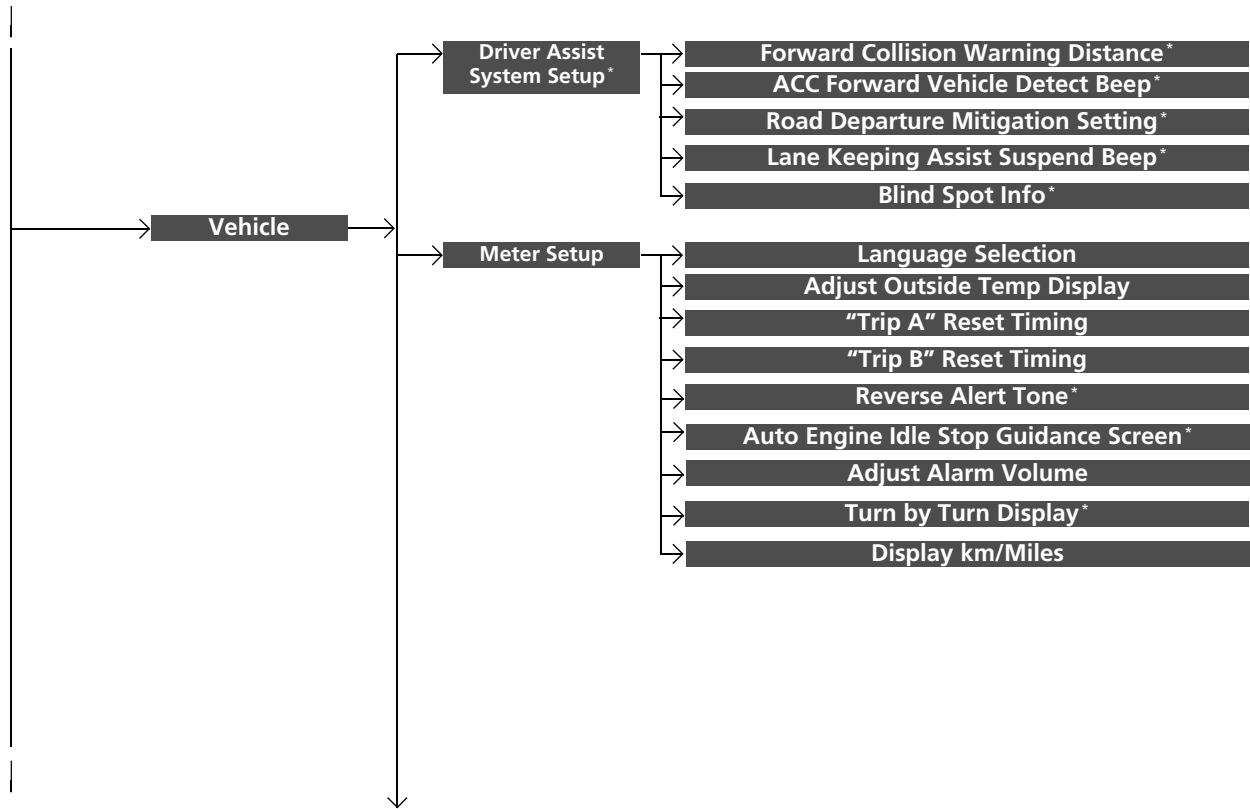 Vehicle
Driver Assist
System Setup*
Forward Collision Warning Distance*
ACC Forward Vehicle Detect Beep*
Road Departure Mitigation Setting*
Lane Keeping Assist Suspend Beep*
Blind Spot Info*
Meter Setup
Language Selection
Adjust Outside Temp Display
“Trip A” Reset Timing
“Trip B” Reset Timing
Reverse Alert Tone*
Auto Engine Idle Stop Guidance Screen*
Adjust Alarm Volume
Turn by Turn Display*
Display km/Miles